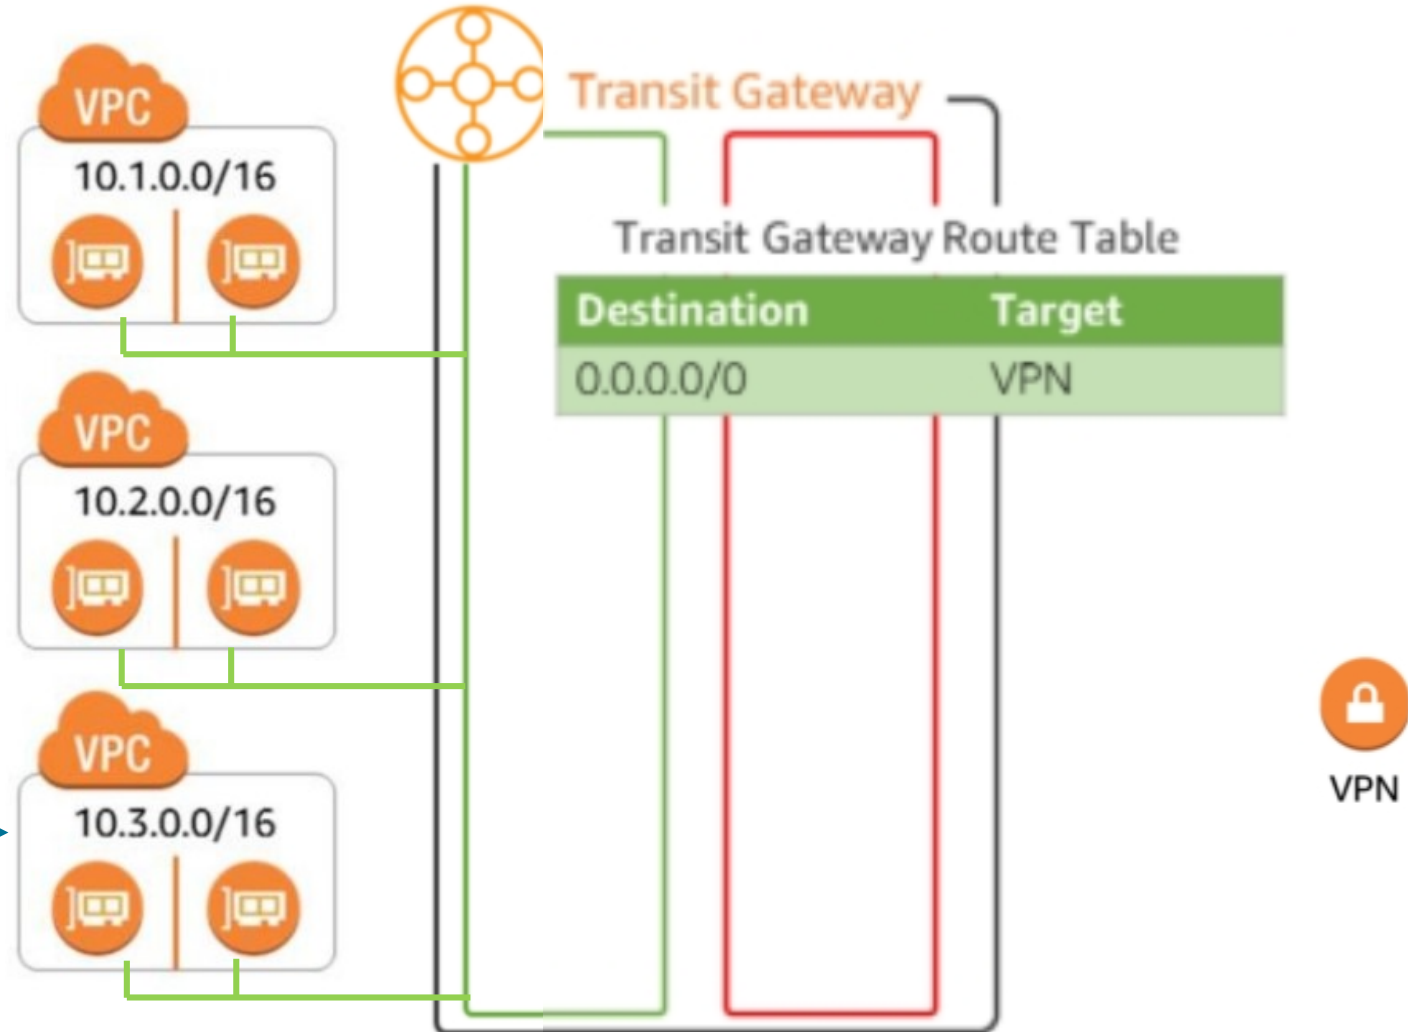 VPC
10.1.0.0/16
VPC
10.2.0.0/16
VPC
10.3.0.0/16
Transit Gateway
Transit Gateway Route Table
Destination Target
0.0.0.0/0 VPN
VPN